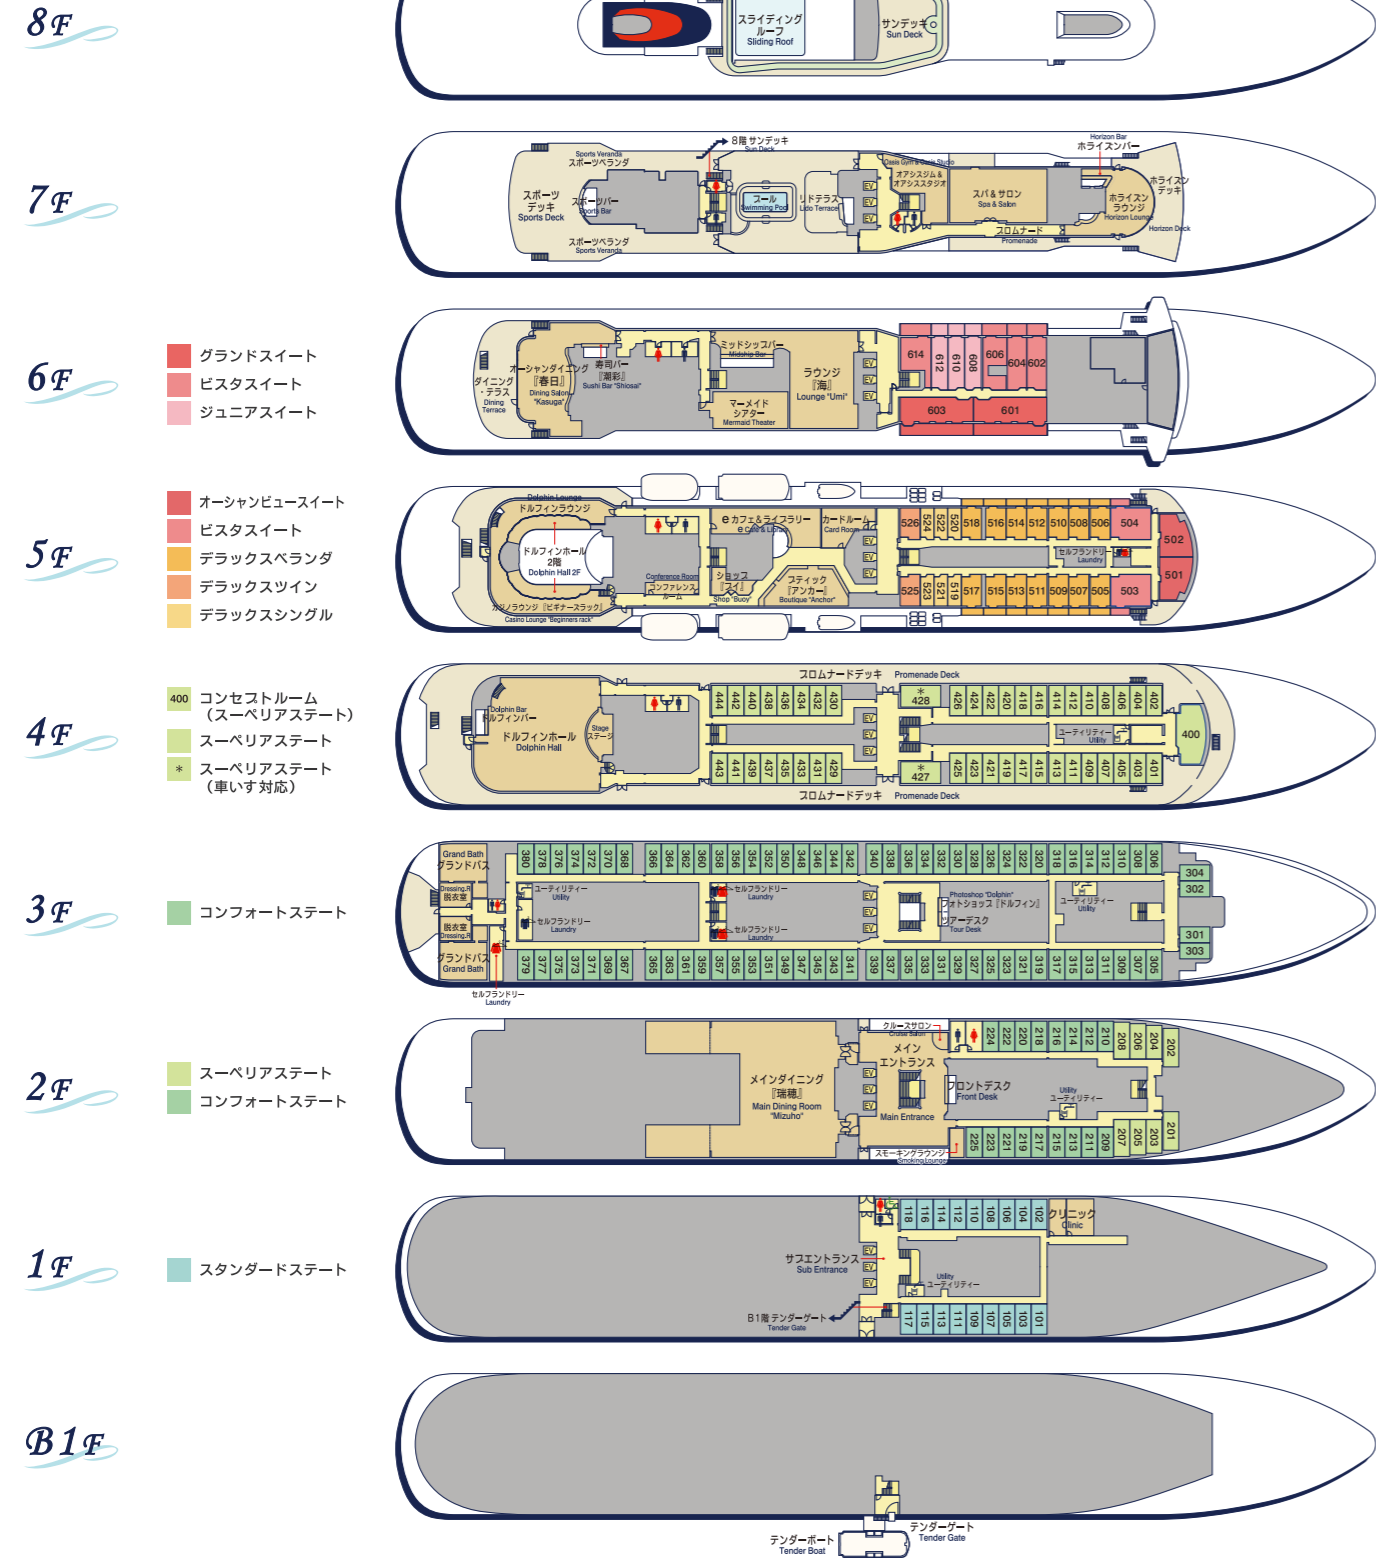 8F
スライディング
ルーフ
Sliding Roof
サンデッキ
Sun Deck
7F
8階 サンデッキ
Sun Deck
Sports Veranda
スポーツベランダ
スポーツ
デッキ
Sports Deck
スポーツバー
Sports Bar
スポーツベランダ
Sports Veranda
プール
Swimming Pool
リドテラス
Lido Terrace
EV
EV
EV
Oasis Gym & Oasis Studio
オアシスジム &
オアシススタジオ
スパ & サロン
Spa & Salon
プロムナード
Promenade
Horizon Bar
ホライズンバー
ホライズン
ラウンジ
Horizon Lounge
ホライズン
デッキ
Horizon Deck
6F
グランドスイート
ビスタスイート
ジュニアスイート
ダイニング
・テラス
Dining
Terrace
オーシャンダイニング
『春日』
Dining Salon
"Kasuga"
寿司バー
『潮彩』
Sushi Bar "Shiosai"
ミッドシップバー
Midship Bar
マーメイド
シアター
Mermaid Theater
ラウンジ
『海』
Lounge "Umi"
EV
EV
EV
614 612 610 608 606 604 602
603 601
5F
オーシャンビュースイート
ビスタスイート
デラックスベランダ
デラックスツイン
デラックスシングル
Dolphin Lounge
ドルフィンラウンジ
ドルフィンホール
2階
Dolphin Hall 2F
カジノラウンジ『ビギナースラック』
Casino Lounge "Beginners rack"
Conference Room
コンファレンス
ルーム
e カフェ&ライブラリー
e Café & Library
ショップ
『ブイ』
Shop "Buoy"
ブティック
『アンカー』
Boutique "Anchor"
カードルーム
Card Room
EV
EV
EV
526 524 522 520 518 516 514 512 510 508 506 504
セルフランドリー
Laundry
502
501
525 523 521 519 517 515 513 511 509 507 505 503
4F
400 コンセプトルーム
（スーペリアステート）
スーペリアステート
* スーペリアステート
（車いす対応）
プロムナードデッキ Promenade Deck
Dolphin Bar
ドルフィンバー
ドルフィンホール
Dolphin Hall
Stage
ステージ
444 442 440 438 436 434 432 430
* 428
426 424 422 420 418 416 414 412 410 408 406 404 402
EV
EV
EV
ユーティリティー
Utility
400
443 441 439 437 435 433 431 429
* 427
425 423 421 419 417 415 413 411 409 407 405 403 401
プロムナードデッキ Promenade Deck
3F
コンフォートステート
Grand Bath
グランドバス
Dressing.R
脱衣室
脱衣室
Dressing.R
グランドバス
Grand Bath
セルフランドリー
Laundry
380 378 376 374 372 370 368 366 364 362 360 358 356 354 352 350 348 346 344 342 340 338 336 334 332 330 328 326 324 322 320 318 316 314 312 310 308 306
304
302
ユーティリティー
Utility
セルフランドリー
Laundry
セルフランドリー
Laundry
セルフランドリー
Laundry
EV
EV
EV
Photoshop "Dolphin"
フォトショップ『ドルフィン』
ツアーデスク
Tour Desk
ユーティリティー
Utility
301
303
379 377 375 373 371 369 367 365 363 361 359 357 355 353 351 349 347 345 343 341 339 337 335 333 331 329 327 325 323 321 319 317 315 313 311 309 307 305
2F
スーペリアステート
コンフォートステート
メインダイニング
『瑞穂』
Main Dining Room
"Mizuho"
クルーズサロン
Cruise Salon
メイン
エントランス
Main Entrance
EV
EV
EV
フロントデスク
Front Desk
スモーキングラウンジ
Smoking Lounge
224 222 220 218 216 214 212 210 208 206 204 202
Utility
ユーティリティー
225 223 221 219 217 215 213 211 209 207 205 203 201
1F
スタンダードステート
サブエントランス
Sub Entrance
EV
EV
EV
118 116 114 112 110 108 106 104 102
クリニック
Clinic
Utility
ユーティリティー
B1階 テンダーゲート
Tender Gate
117 115 113 111 109 107 105 103 101
B1F
テンダーボート
Tender Boat
テンダーゲート
Tender Gate